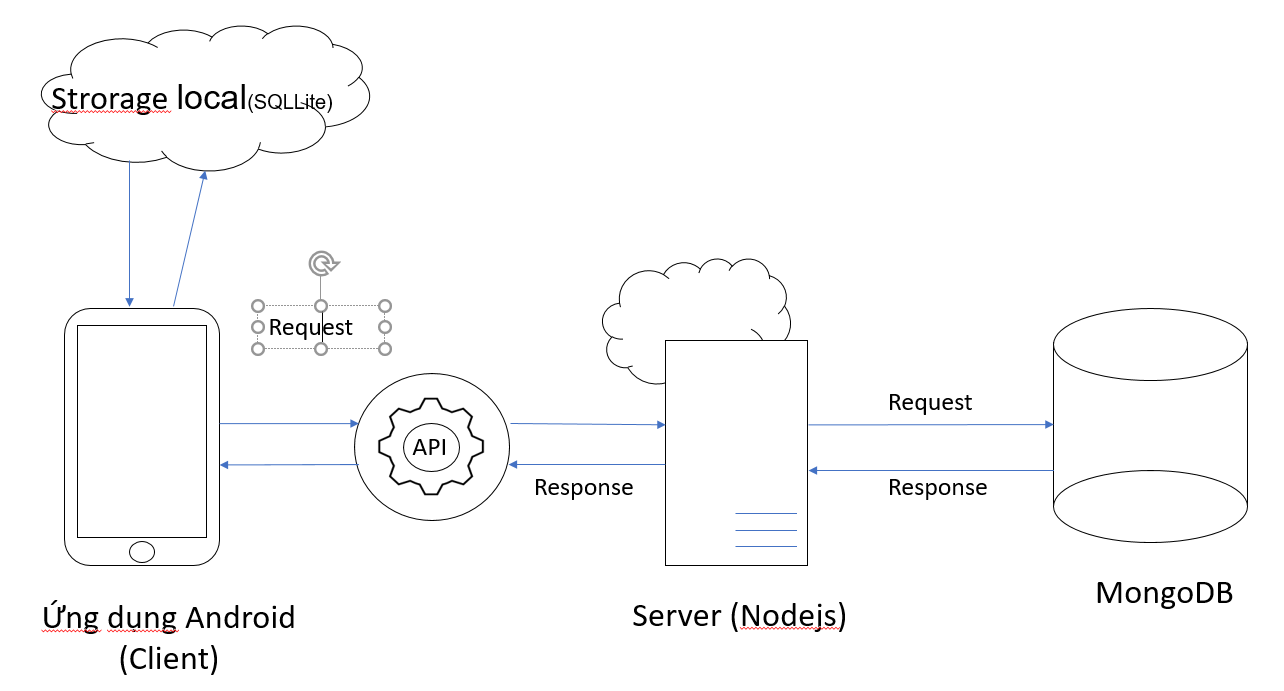 Strorage local(SQLLite)
Request
API
Response
Request
Response
Ứng dụng Android
(Client)
Server (Nodejs)
MongoDB